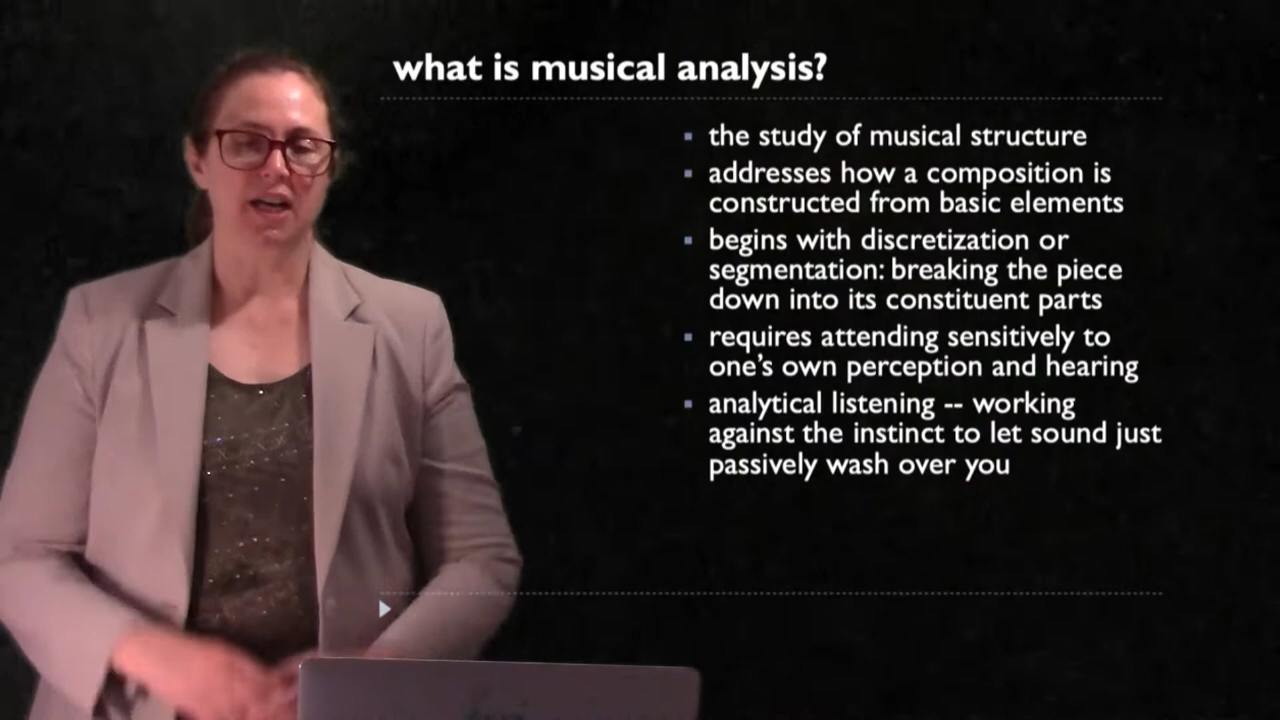 what is musical analysis?
the study of musical structure
addresses how a composition is
constructed from basic elements
begins with discretization or
segmentation: breaking the piece
down into its constituent parts
requires attending sensitively to
one's own perception and hearing
analytical listening -- working
against the instinct to let sound just
passively wash over you